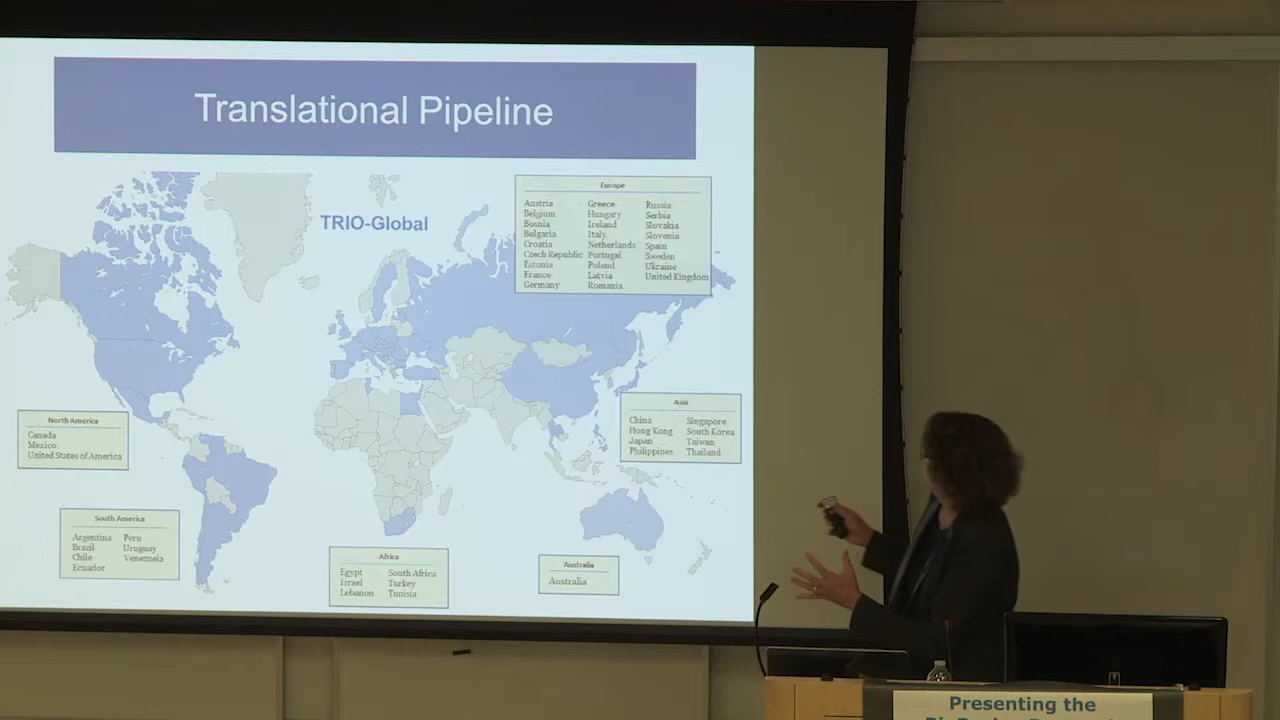 Translational Pipeline
TRIO-Global
Europe
Austria Greece Russia
Belgium Hungary Serbia
Bosnia Ireland Slovakia
Bulgaria Italy Slovenia
Croatia Netherlands Spain
Czech Republic Portugal Sweden
Estonia Poland Ukraine
France Latvia United Kingdom
Germany Romania
North America
Canada
Mexico
United States of America
Asia
China Singapore
Hong Kong South Korea
Japan Taiwan
Philippines Thailand
South America
Argentina Peru
Brazil Uruguay
Chile Venezuela
Ecuador
Africa
Egypt South Africa
Israel Turkey
Lebanon Tunisia
Australia
Australia
Presenting the